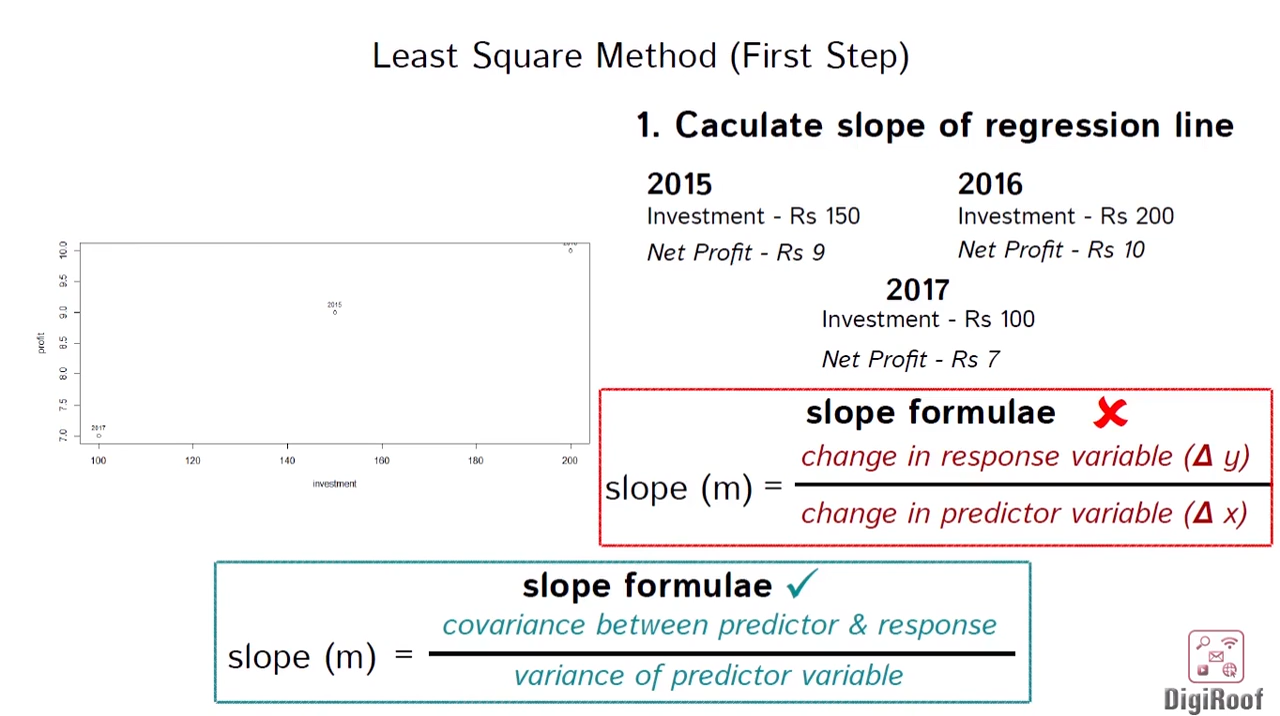 Least Square Method (First Step)
1. Caculate slope of regression line
2015
Investment - Rs 150
Net Profit - Rs 9
2016
Investment - Rs 200
Net Profit - Rs 10
2017
Investment - Rs 100
Net Profit - Rs 7
profit
10.0
9.5
9.0
8.5
8.0
7.5
7.0
2015
2017
100 120 140 160 180 200
investment
slope formulae ✘
slope (m) =
change in response variable (Δ y)
change in predictor variable (Δ x)
slope formulae ✓
slope (m) =
covariance between predictor & response
variance of predictor variable
DigiRoof